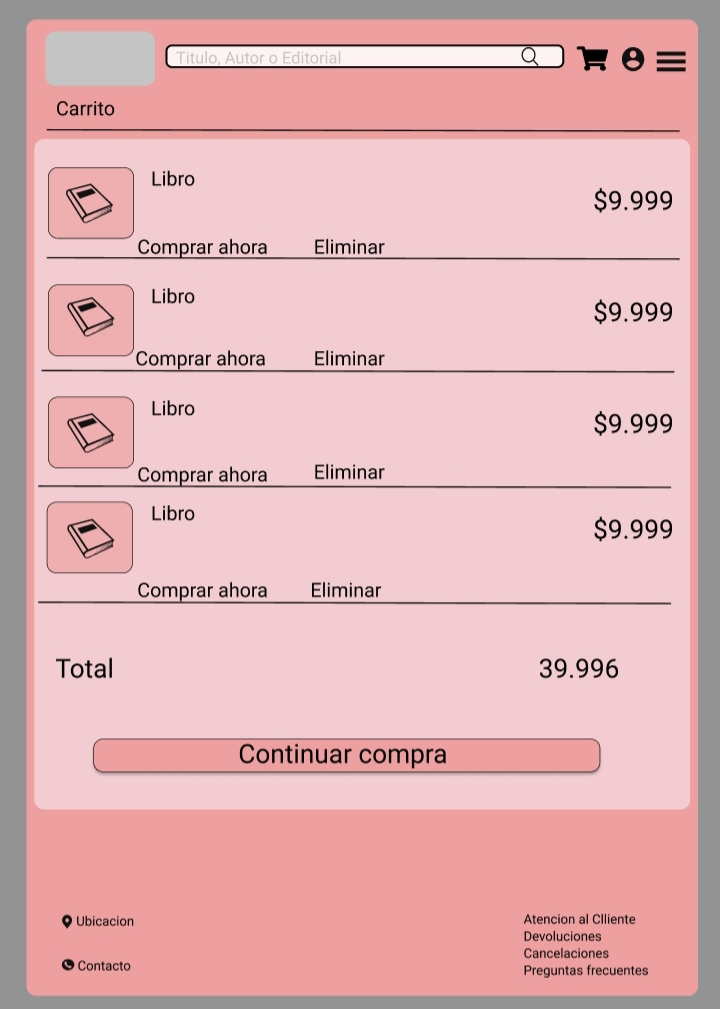 Titulo, Autor o Editorial
Carrito
Libro
$9.999
Comprar ahora Eliminar
Libro
$9.999
Comprar ahora Eliminar
Libro
$9.999
Comprar ahora Eliminar
Libro
$9.999
Comprar ahora Eliminar
Total 39.996
Continuar compra
Ubicacion
Contacto
Atencion al Clliente
Devoluciones
Cancelaciones
Preguntas frecuentes